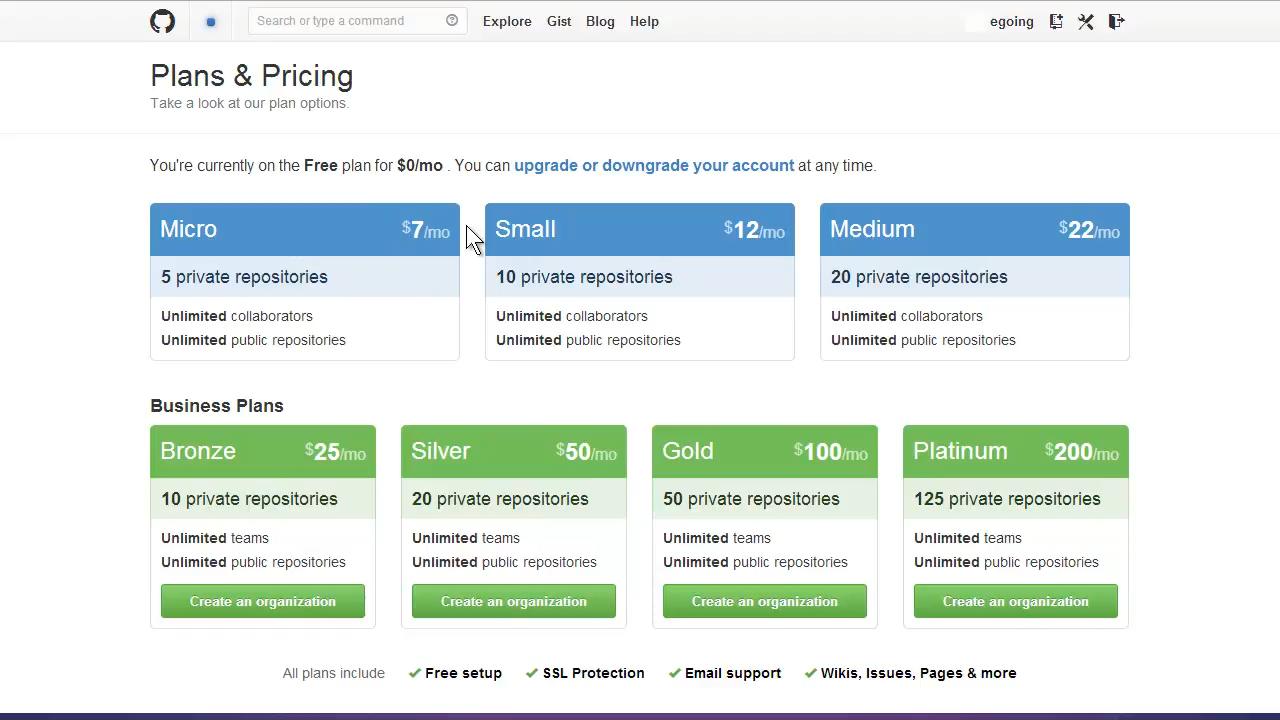 Search or type a command Explore Gist Blog Help egoing
Plans & Pricing
Take a look at our plan options.
You're currently on the Free plan for $0/mo . You can upgrade or downgrade your account at any time.
Micro $7/mo
5 private repositories
Unlimited collaborators
Unlimited public repositories
Small $12/mo
10 private repositories
Unlimited collaborators
Unlimited public repositories
Medium $22/mo
20 private repositories
Unlimited collaborators
Unlimited public repositories
Business Plans
Bronze $25/mo
10 private repositories
Unlimited teams
Unlimited public repositories
Create an organization
Silver $50/mo
20 private repositories
Unlimited teams
Unlimited public repositories
Create an organization
Gold $100/mo
50 private repositories
Unlimited teams
Unlimited public repositories
Create an organization
Platinum $200/mo
125 private repositories
Unlimited teams
Unlimited public repositories
Create an organization
All plans include Free setup SSL Protection Email support Wikis, Issues, Pages & more